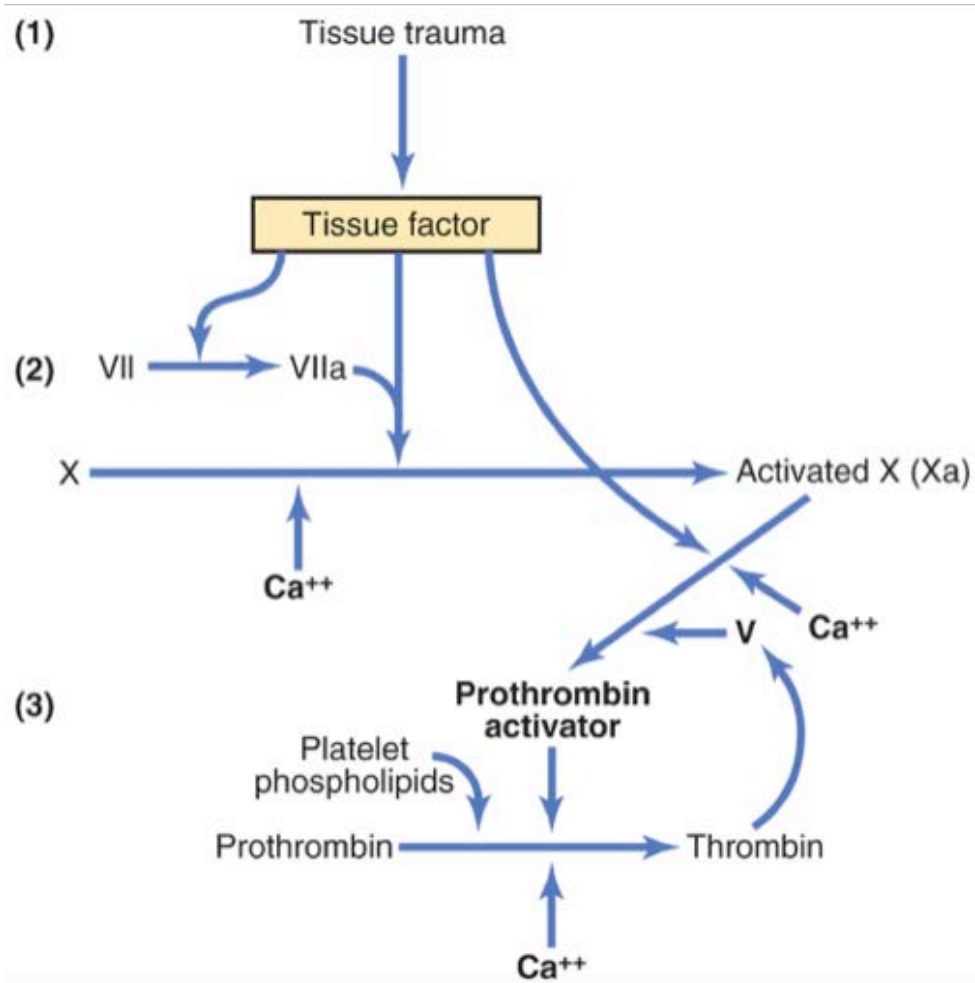 (1)
Tissue trauma
Tissue factor
(2)
VII
VIIa
X
Activated X (Xa)
Ca++
Ca++
V
(3)
Prothrombin
activator
Platelet
phospholipids
Prothrombin
Thrombin
Ca++